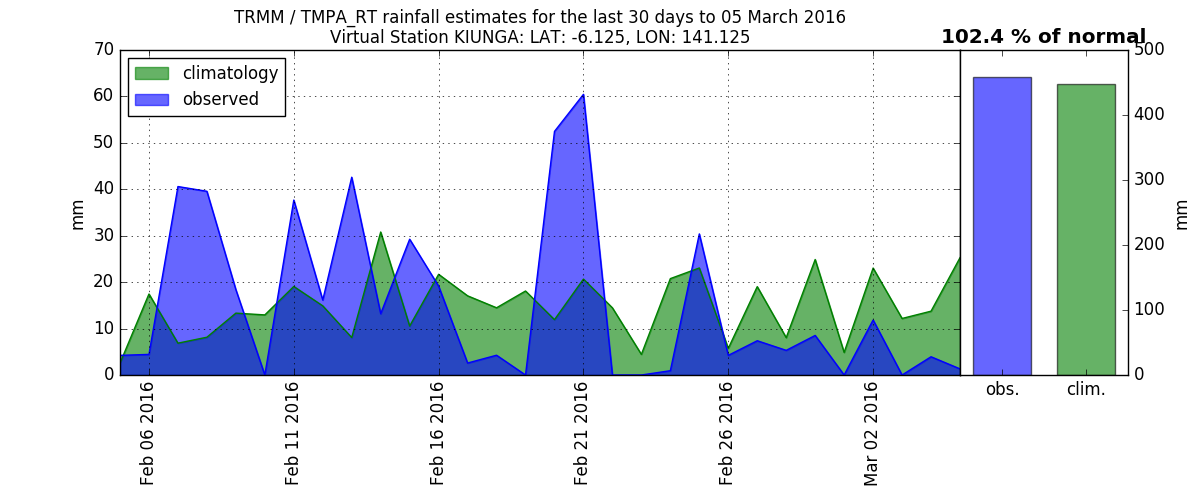 TRMM / TMPA_RT rainfall estimates for the last 30 days to 05 March 2016
Virtual Station KIUNGA: LAT: -6.125, LON: 141.125
102.4 % of normal
climatology
observed
70
60
50
40
30
20
10
0
mm
Feb 06 2016
Feb 11 2016
Feb 16 2016
Feb 21 2016
Feb 26 2016
Mar 02 2016
obs.
clim.
500
400
300
200
100
0
mm